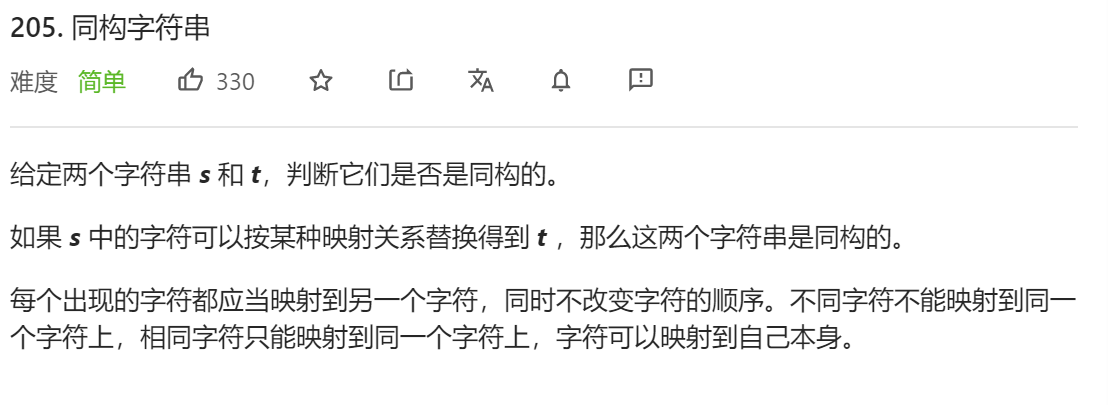 205. 同构字符串
难度 简单 330
给定两个字符串 s 和 t，判断它们是否是同构的。
如果 s 中的字符可以按某种映射关系替换得到 t ，那么这两个字符串是同构的。
每个出现的字符都应当映射到另一个字符，同时不改变字符的顺序。不同字符不能映射到同一
个字符上，相同字符只能映射到同一个字符上，字符可以映射到自己本身。